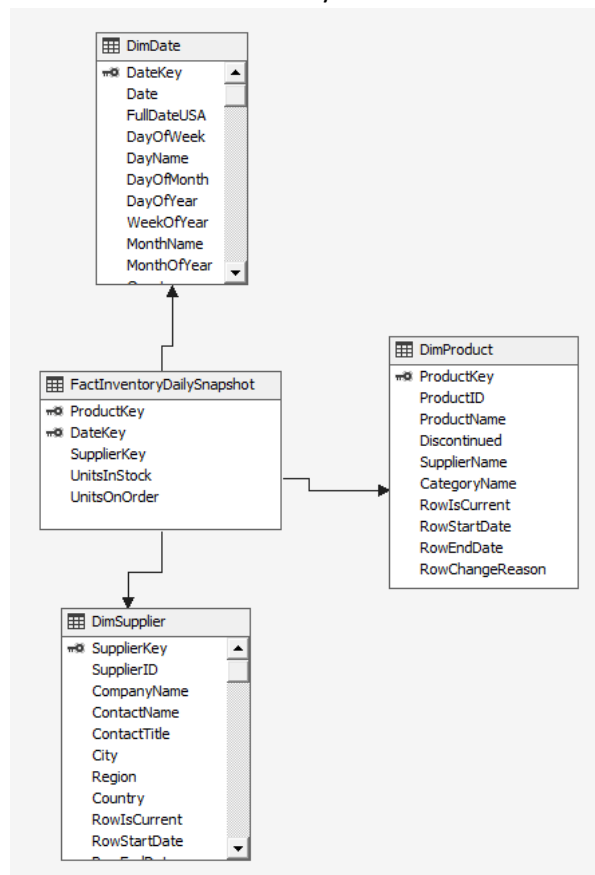 DimDate
DateKey
Date
FullDateUSA
DayOfWeek
DayName
DayOfMonth
DayOfYear
WeekOfYear
MonthName
MonthOfYear
FactInventoryDailySnapshot
ProductKey
DateKey
SupplierKey
UnitsInStock
UnitsOnOrder
DimProduct
ProductKey
ProductID
ProductName
Discontinued
SupplierName
CategoryName
RowIsCurrent
RowStartDate
RowEndDate
RowChangeReason
DimSupplier
SupplierKey
SupplierID
CompanyName
ContactName
ContactTitle
City
Region
Country
RowIsCurrent
RowStartDate